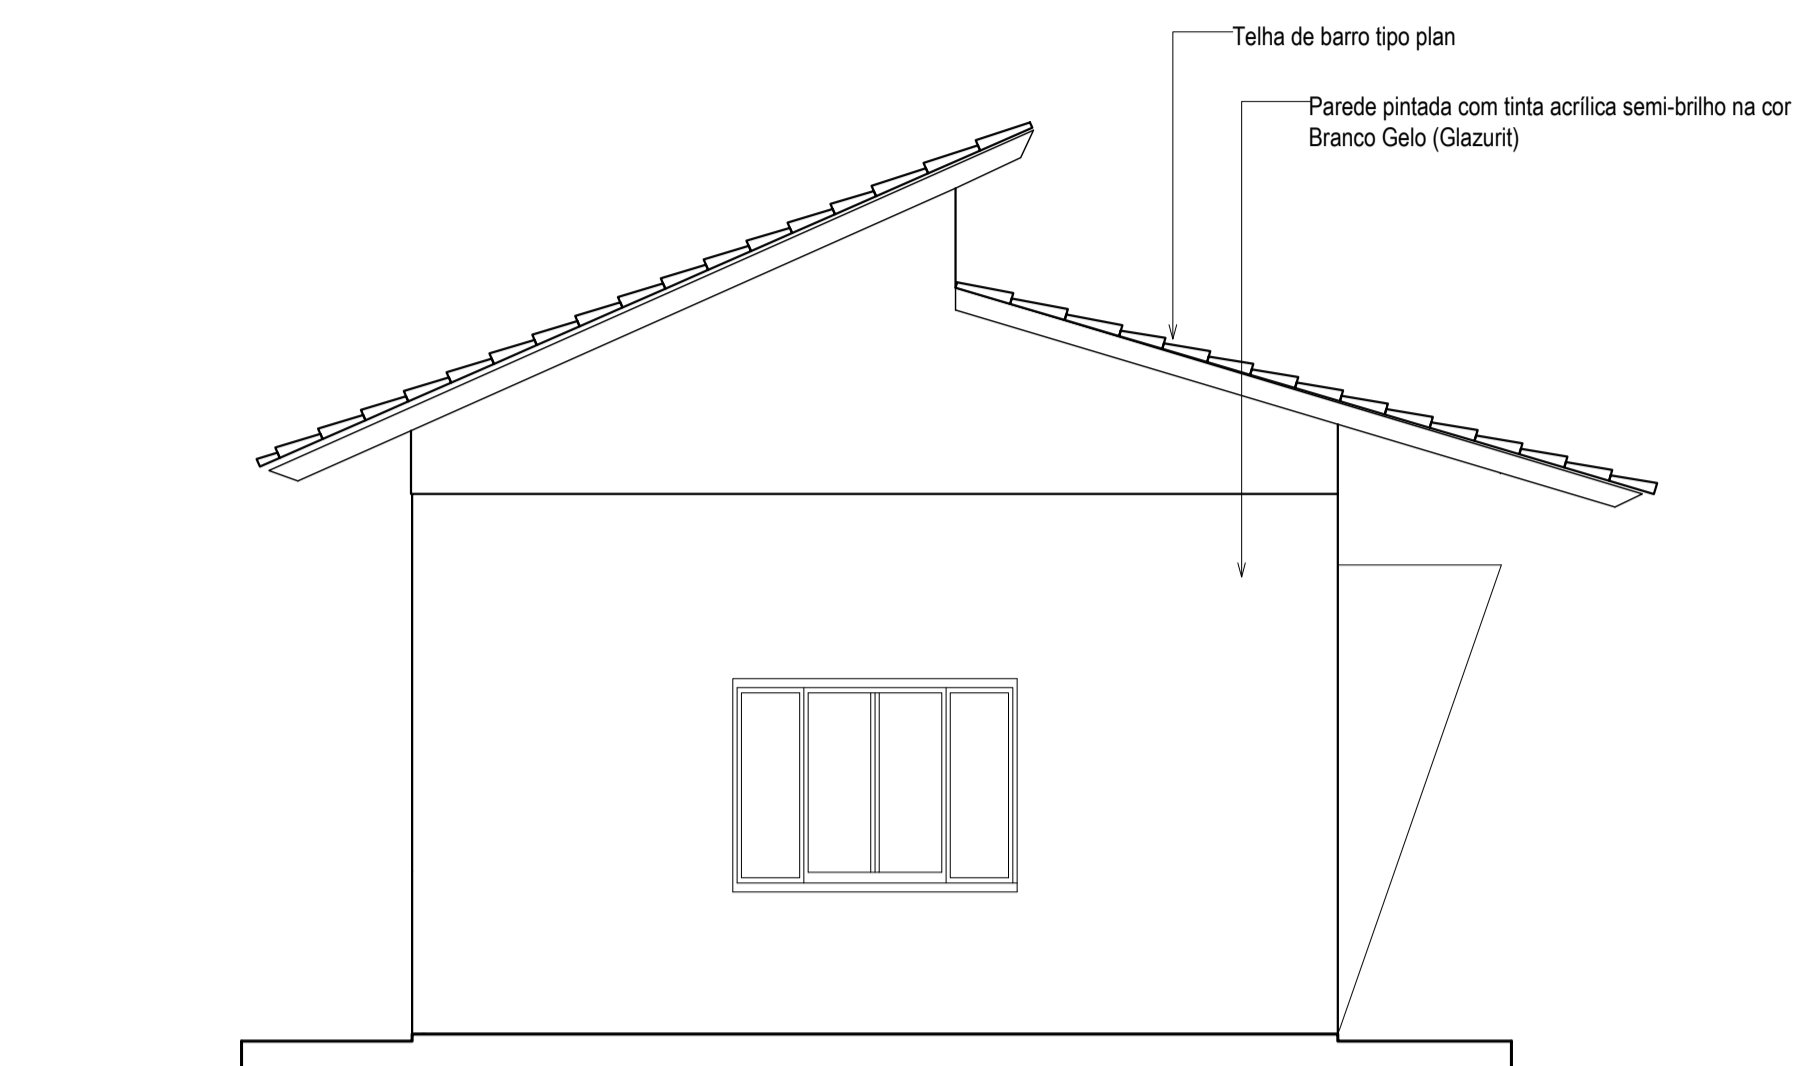 Telha de barro tipo plan
Parede pintada com tinta acrílica semi-brilho na cor
Branco Gelo (Glazurit)